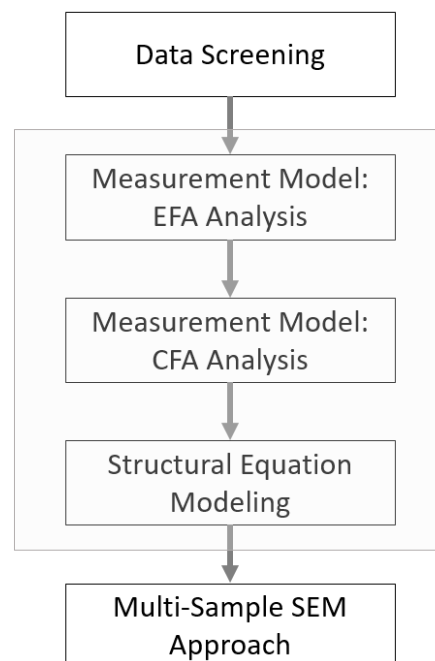 Data Screening
Measurement Model:
EFA Analysis
Measurement Model:
CFA Analysis
Structural Equation
Modeling
Multi-Sample SEM
Approach